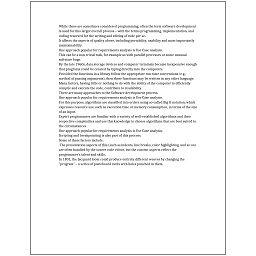 While these are sometimes considered programming, often the term software development
is used for this larger overall process – with the terms programming, implementation, and
coding reserved for the writing and editing of code per se.
It affects the aspects of quality above, including portability, usability and most importantly
maintainability.
One approach popular for requirements analysis is Use Case analysis.
This can be a non-trivial task, for example as with parallel processes or some unusual
software bugs.
By the late 1960s, data storage devices and computer terminals became inexpensive enough
that programs could be created by typing directly into the computers.
Provided the functions in a library follow the appropriate run-time conventions (e.g.,
method of passing arguments), then these functions may be written in any other language.
Many factors, having little or nothing to do with the ability of the computer to efficiently
compile and execute the code, contribute to readability.
There are many approaches to the Software development process.
One approach popular for requirements analysis is Use Case analysis.
For this purpose, algorithms are classified into orders using so-called Big O notation, which
expresses resource use, such as execution time or memory consumption, in terms of the size
of an input.
Expert programmers are familiar with a variety of well-established algorithms and their
respective complexities and use this knowledge to choose algorithms that are best suited to
the circumstances.
One approach popular for requirements analysis is Use Case analysis.
Scripting and breakpointing is also part of this process.
Some of these factors include:
The presentation aspects of this (such as indents, line breaks, color highlighting, and so on)
are often handled by the source code editor, but the content aspects reflect the
programmer's talent and skills.
In 1801, the Jacquard loom could produce entirely different weaves by changing the
"program" – a series of pasteboard cards with holes punched in them.